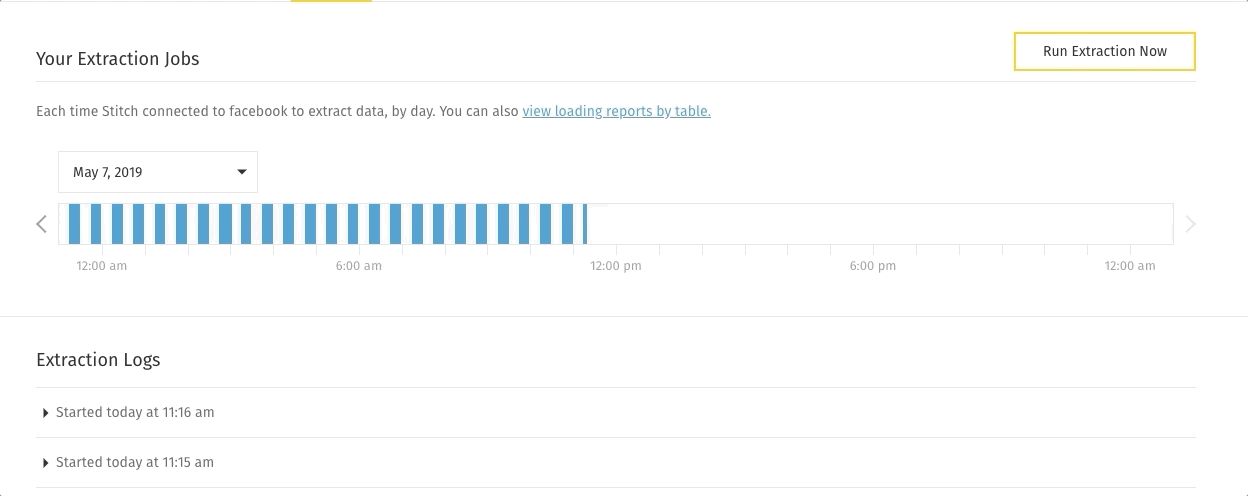 Your Extraction Jobs
Run Extraction Now
Each time Stitch connected to facebook to extract data, by day. You can also view loading reports by table.
May 7, 2019
12:00 am 6:00 am 12:00 pm 6:00 pm 12:00 am
Extraction Logs
Started today at 11:16 am
Started today at 11:15 am